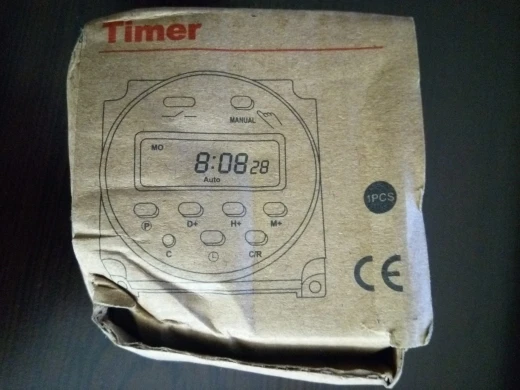 Timer
MANUAL
MO
8:08 28
Auto
P D+ H+ M+
C C/R
1PCS
CE